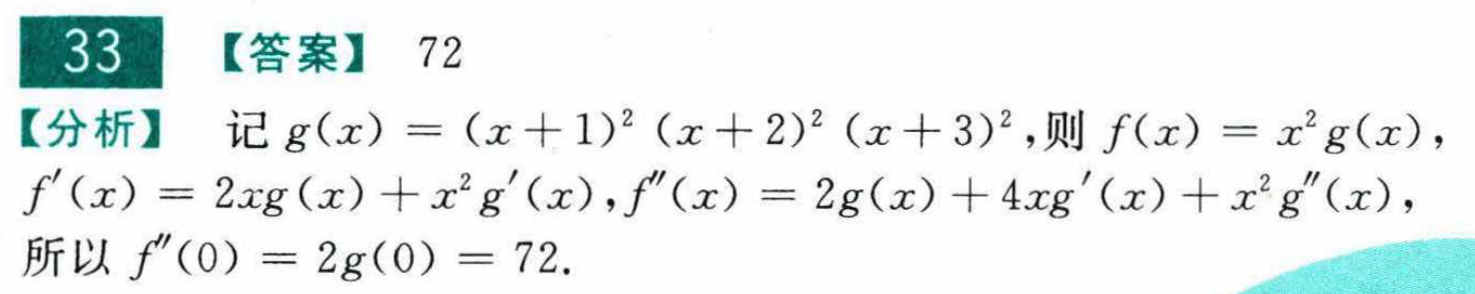 33 【答案】 72
【分析】 记 g(x) = (x+1)² (x+2)² (x+3)²,则 f(x) = x²g(x),
f′(x) = 2xg(x) + x²g′(x),f″(x) = 2g(x) + 4xg′(x) + x²g″(x),
所以 f″(0) = 2g(0) = 72.